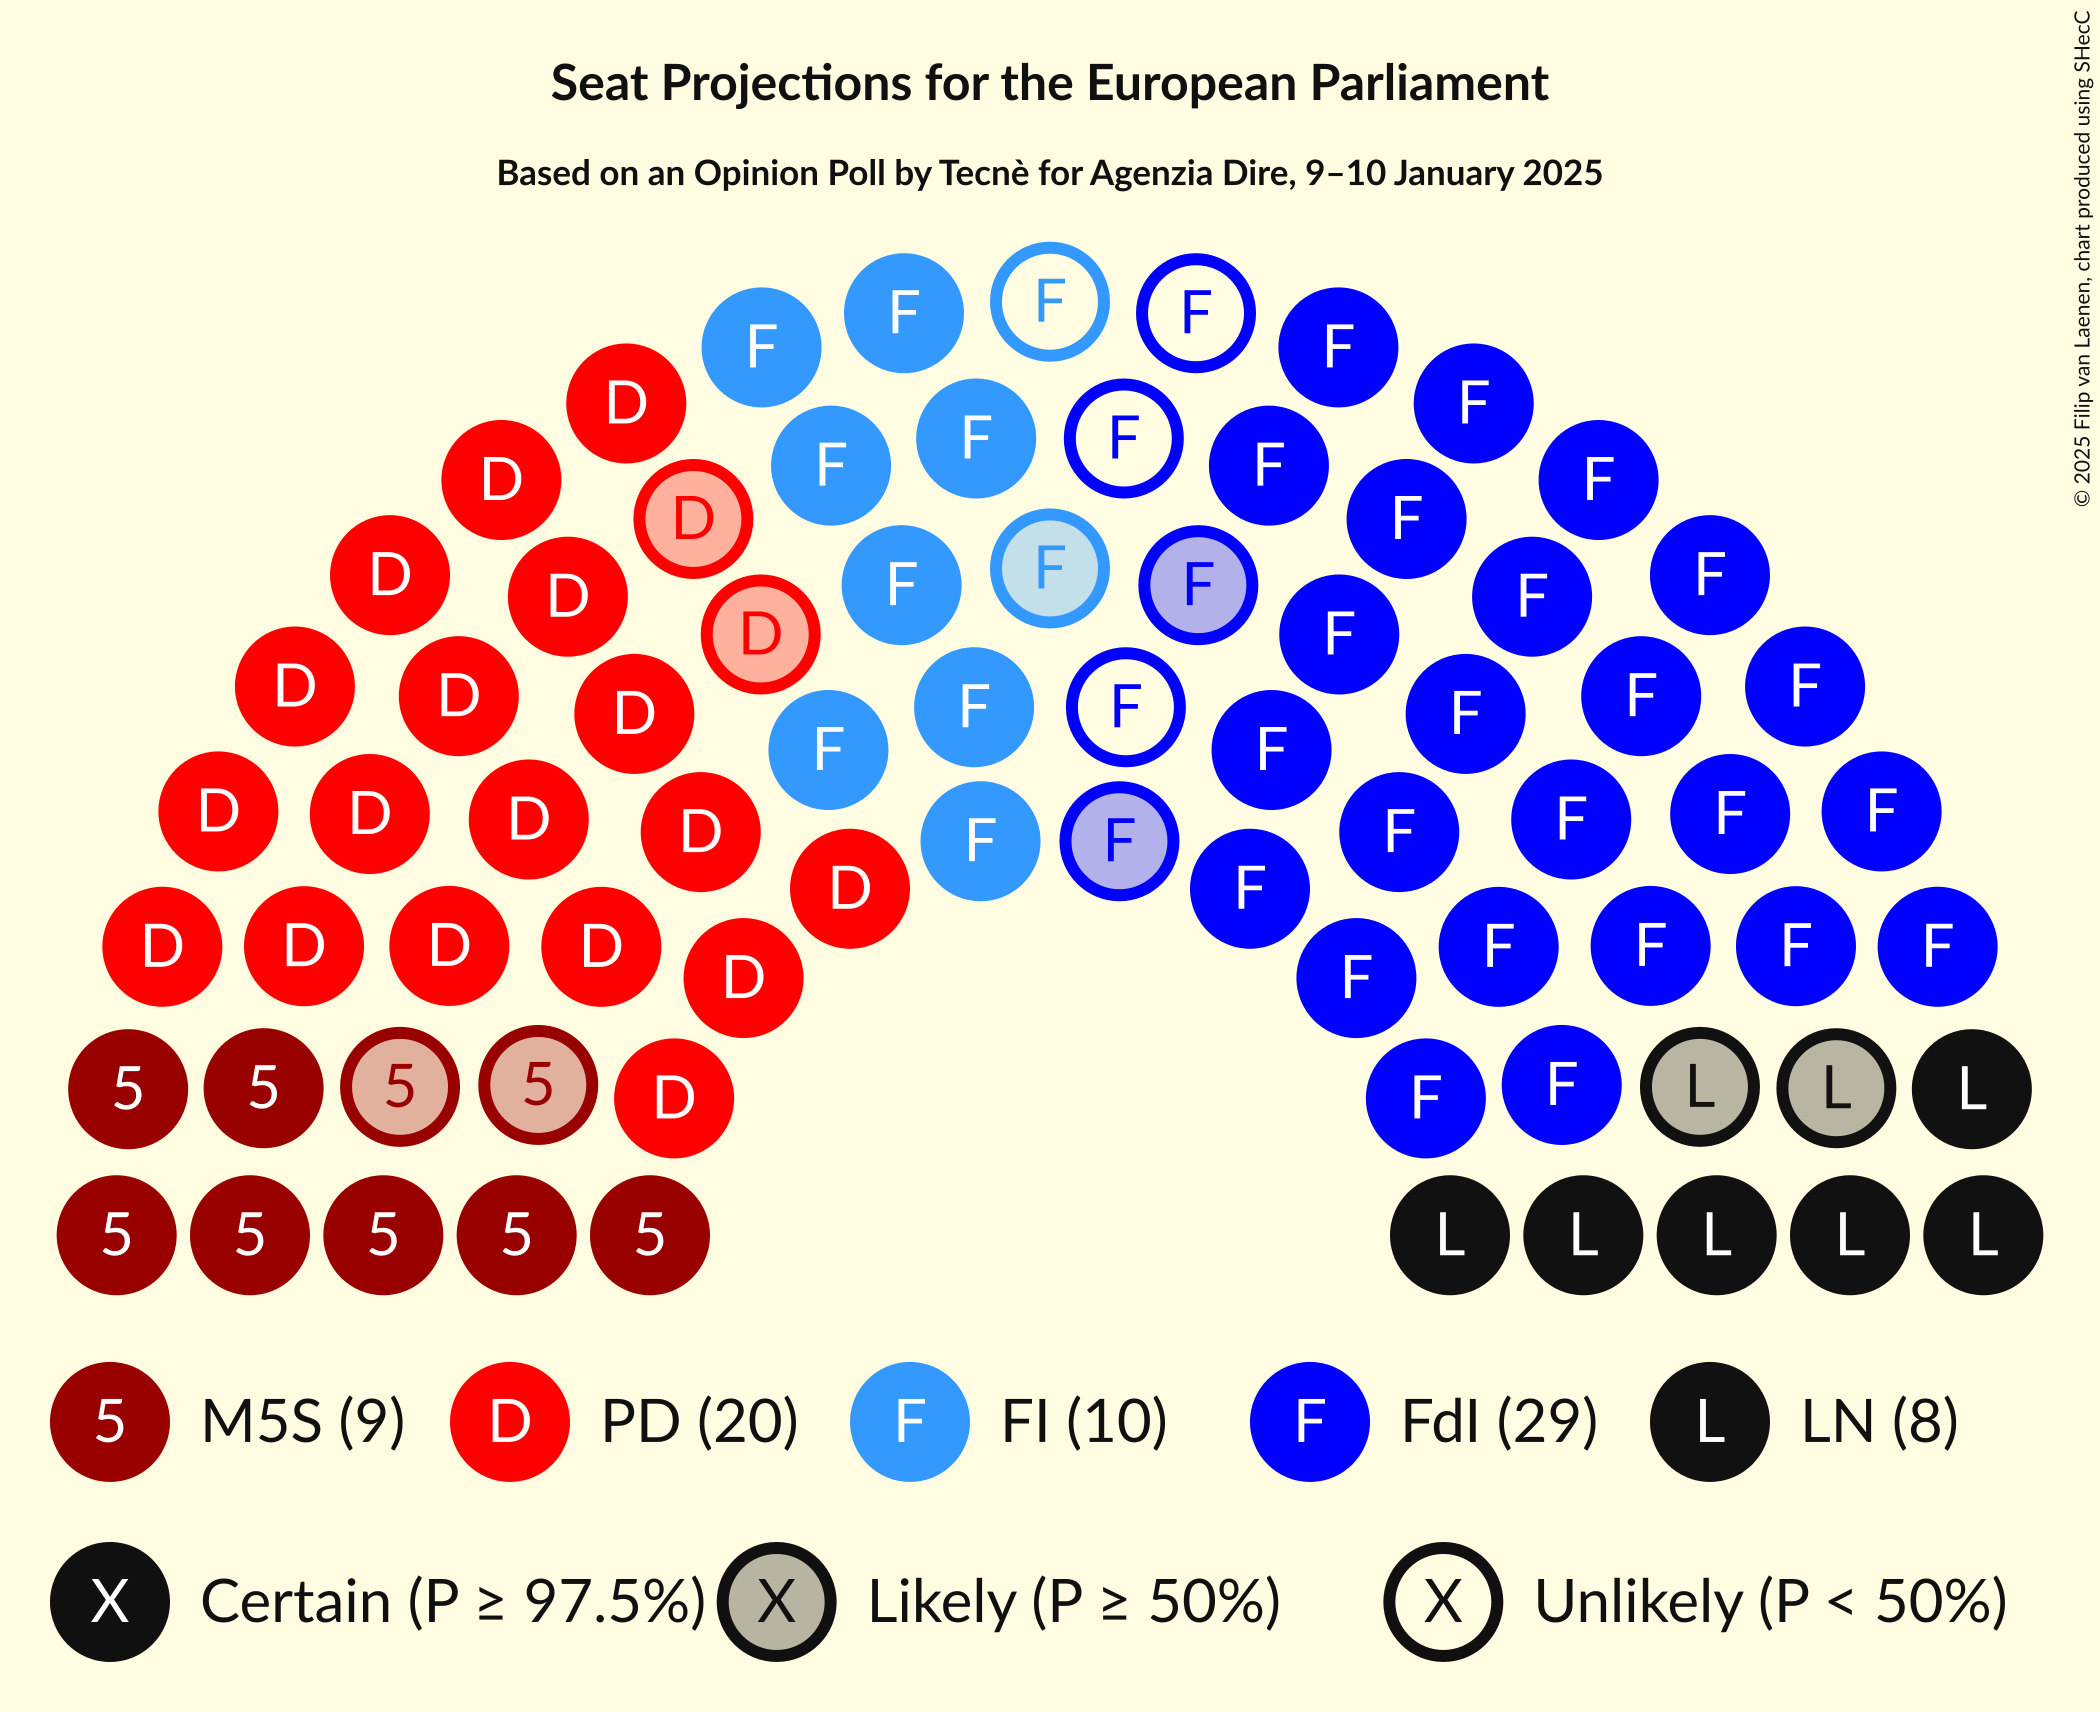 Seat Projections for the European Parliament
Based on an Opinion Poll by Tecnè for Agenzia Dire, 9–10 January 2025
© 2025 Filip van Laenen, chart produced using SHecC
F
F F
F F
D F
D F F
D F
F F
D D F
D F F
D F
D D F
D F F
D F
D D F
D F F
D F
D D F
D F F
D D F
D F
D D D D F F F F
D F
5 5 5 5 F L L L
D F
5 5 5 5 5 L L L L L
5 M5S (9) D PD (20) F FI (10) F FdI (29) L LN (8)
X Certain (P ≥ 97.5%) X Likely (P ≥ 50%) X Unlikely (P < 50%)